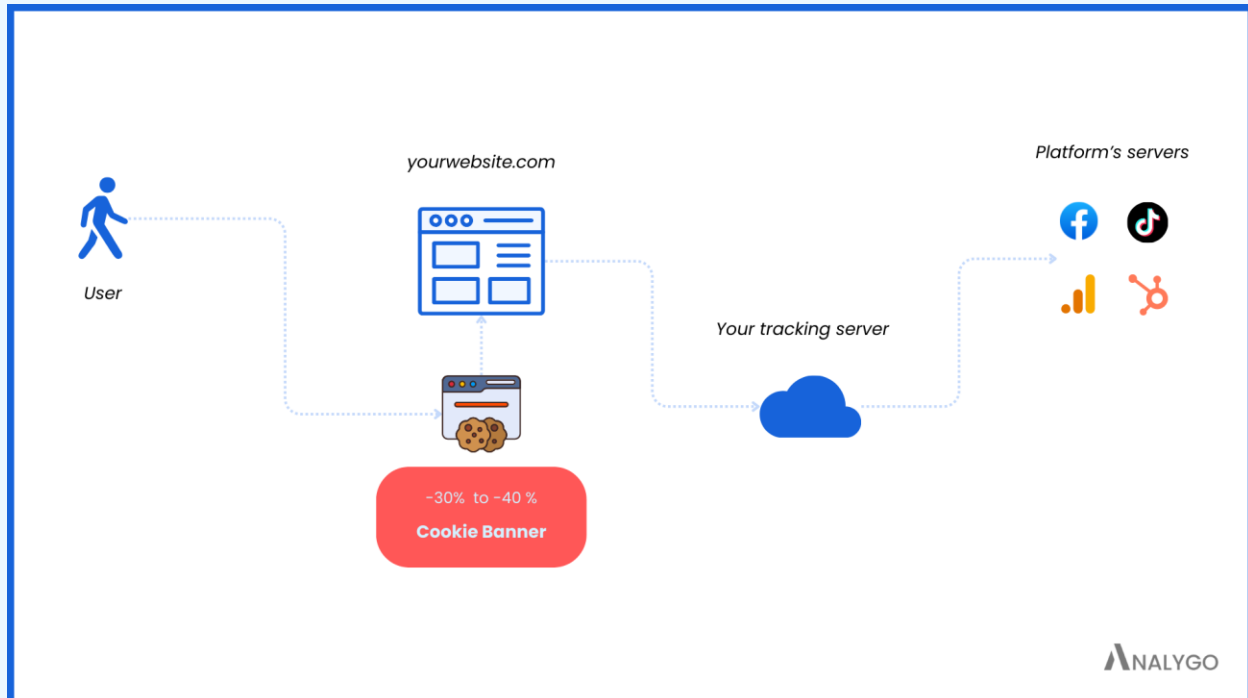 yourwebsite.com
Platform's servers
User
Your tracking server
-30% to -40 %
Cookie Banner
ANALYGO